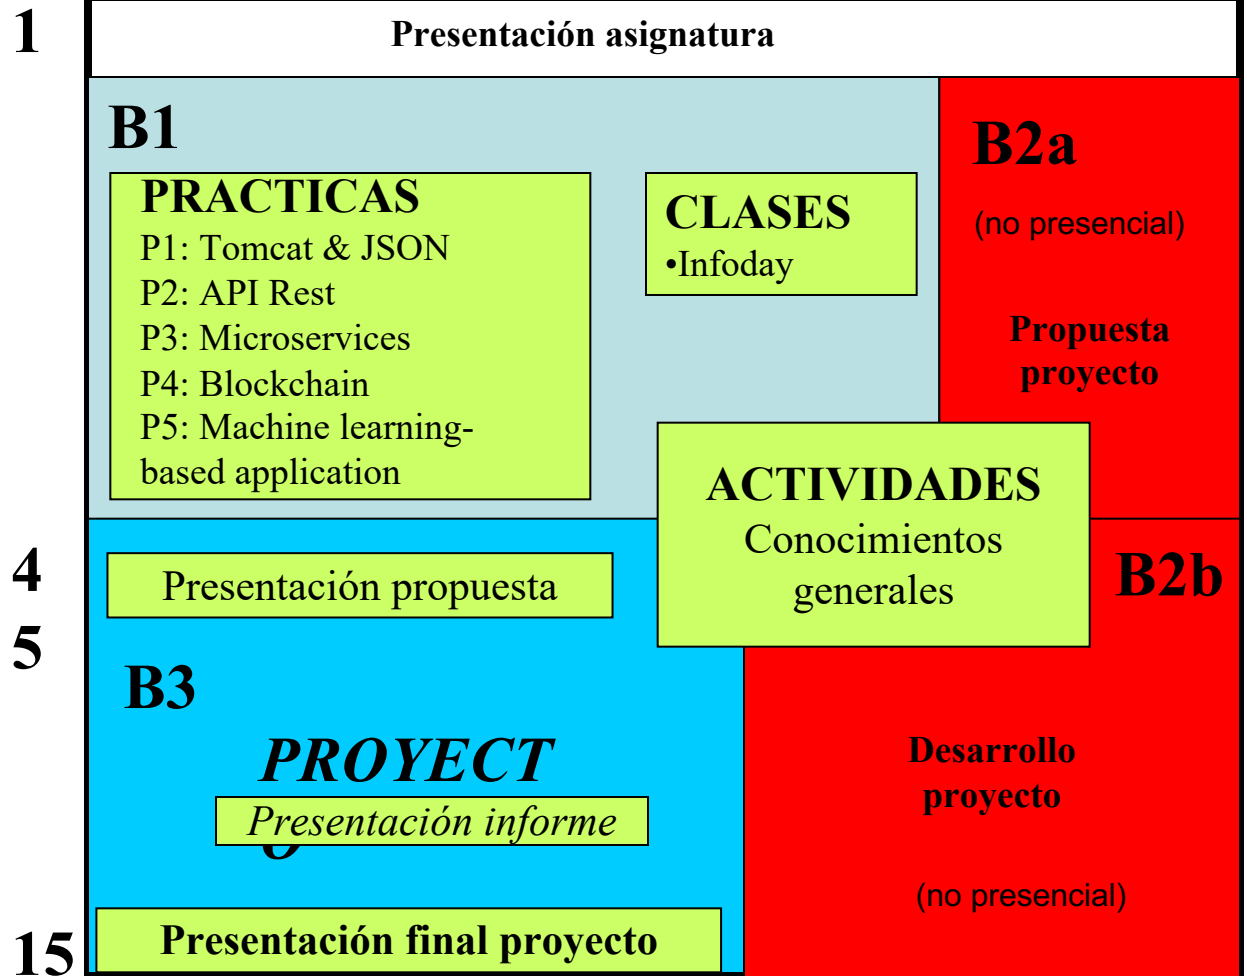 1
Presentación asignatura
B1
PRACTICAS
P1: Tomcat & JSON
P2: API Rest
P3: Microservices
P4: Blockchain
P5: Machine learning-
based application
CLASES
•Infoday
B2a
(no presencial)
Propuesta
proyecto
ACTIVIDADES
Conocimientos
generales
4
Presentación propuesta
B2b
5
B3
PROYECT
O
Presentación informe
Desarrollo
proyecto
(no presencial)
15
Presentación final proyecto